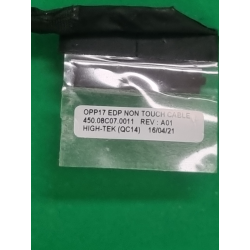 OPP17 EDP NON TOUCH CABLE
450.08C07.0011 REV : A01
HIGH-TEK (QC14) 16/04/21